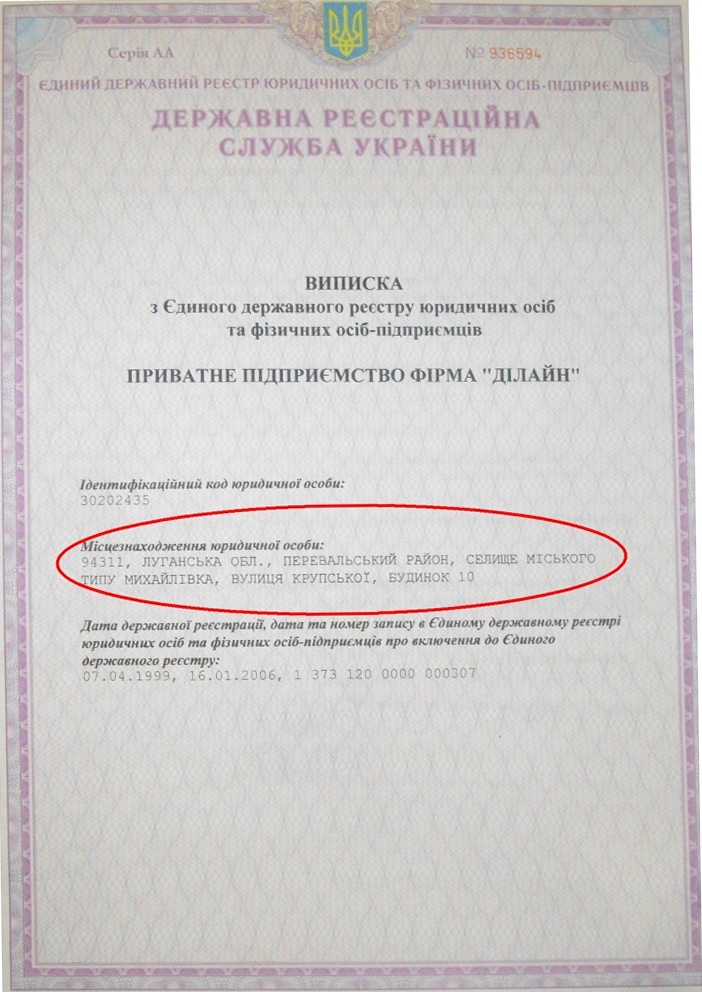 Серія АА № 936594
ЄДИНИЙ ДЕРЖАВНИЙ РЕЄСТР ЮРИДИЧНИХ ОСІБ ТА ФІЗИЧНИХ ОСІБ-ПІДПРИЄМЦІВ
ДЕРЖАВНА РЕЄСТРАЦІЙНА
СЛУЖБА УКРАЇНИ
ВИПИСКА
з Єдиного державного реєстру юридичних осіб
та фізичних осіб-підприємців
ПРИВАТНЕ ПІДПРИЄМСТВО ФІРМА "ДІЛАЙН"
Ідентифікаційний код юридичної особи:
30202435
Місцезнаходження юридичної особи:
94311, ЛУГАНСЬКА ОБЛ., ПЕРЕВАЛЬСЬКИЙ РАЙОН, СЕЛИЩЕ МІСЬКОГО
ТИПУ МИХАЙЛІВКА, ВУЛИЦЯ КРУПСЬКОЇ, БУДИНОК 10
Дата державної реєстрації, дата та номер запису в Єдиному державному реєстрі
юридичних осіб та фізичних осіб-підприємців про включення до Єдиного
державного реєстру:
07.04.1999, 16.01.2006, 1 373 120 0000 000307